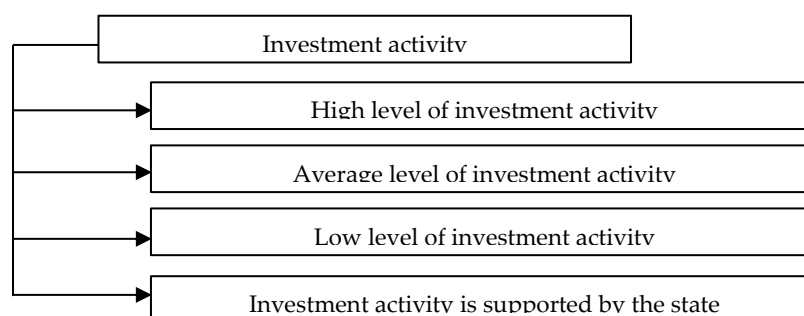 Investment activity
High level of investment activity
Average level of investment activity
Low level of investment activity
Investment activity is supported by the state